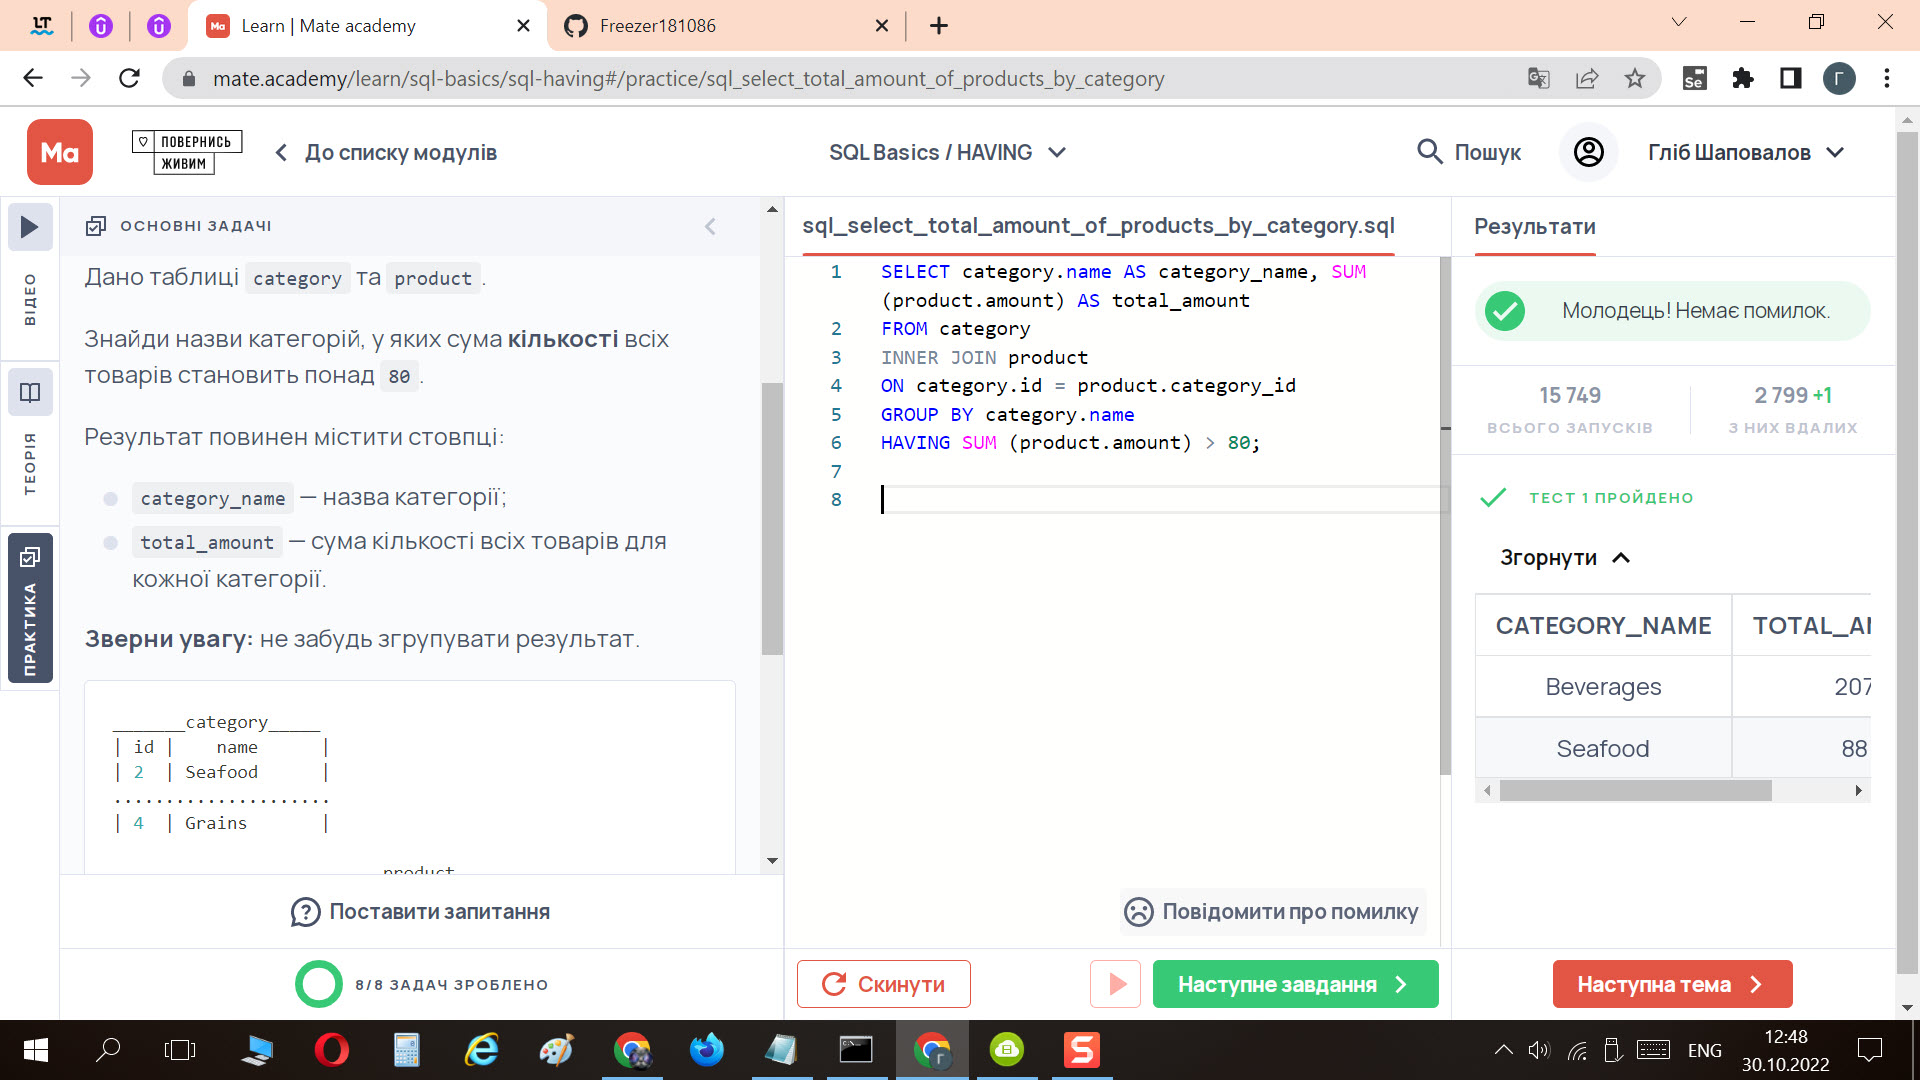 Learn | Mate academy
Freezer181086
mate.academy/learn/sql-basics/sql-having#/practice/sql_select_total_amount_of_products_by_category
Se
Г
Ma
ПОВЕРНИСЬ
ЖИВИМ
До списку модулів
SQL Basics / HAVING
Пошук
Гліб Шаповалов
ВІДЕО
ТЕОРІЯ
ПРАКТИКА
ОСНОВНІ ЗАДАЧІ
Дано таблиці category та product .
Знайди назви категорій, у яких сума кількості всіх
товарів становить понад 80 .
Результат повинен містити стовпці:
category_name — назва категорії;
total_amount — сума кількості всіх товарів для
кожної категорії.
Зверни увагу: не забудь згрупувати результат.
_______category_____
| id |    name      |
| 2  | Seafood      |
.....................
| 4  | Grains       |
product
Поставити запитання
8/8 ЗАДАЧ ЗРОБЛЕНО
sql_select_total_amount_of_products_by_category.sql
1 SELECT category.name AS category_name, SUM
(product.amount) AS total_amount
2 FROM category
3 INNER JOIN product
4 ON category.id = product.category_id
5 GROUP BY category.name
6 HAVING SUM (product.amount) > 80;
7
8
Повідомити про помилку
Скинути
Наступне завдання
Результати
Молодець! Немає помилок.
15 749
ВСЬОГО ЗАПУСКІВ
2 799 +1
З НИХ ВДАЛИХ
ТЕСТ 1 ПРОЙДЕНО
Згорнути
CATEGORY_NAME TOTAL_AM
Beverages 207
Seafood 88
Наступна тема
ENG
12:48
30.10.2022